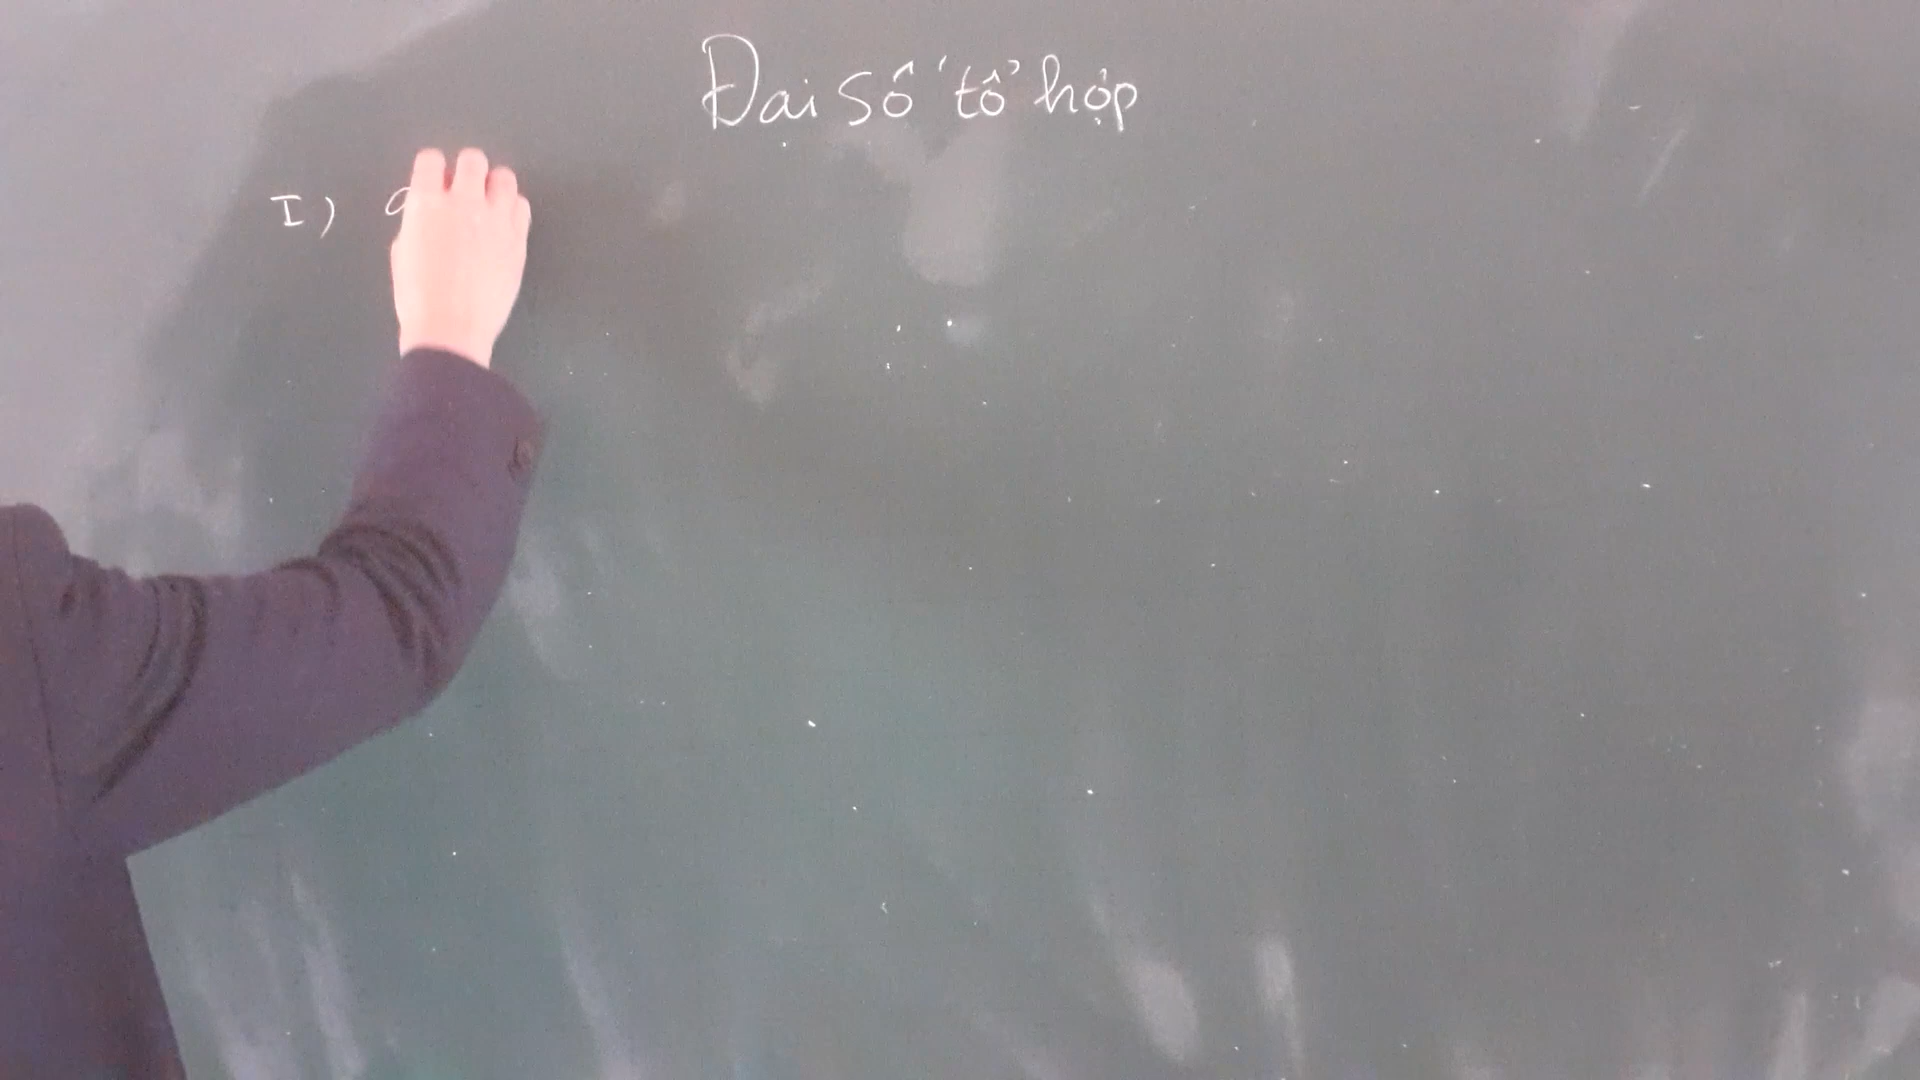 Đại số tổ hợp
I)